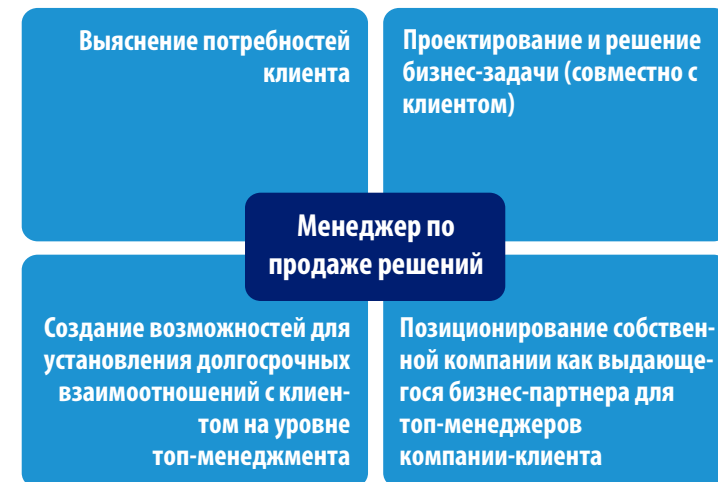 Выяснение потребностей
клиента
Проектирование и решение
бизнес-задачи (совместно с
клиентом)
Менеджер по
продаже решений
Создание возможностей для
установления долгосрочных
взаимоотношений с клиен-
том на уровне
топ-менеджмента
Позиционирование собствен-
ной компании как выдающе-
гося бизнес-партнера для
топ-менеджеров
компании-клиента